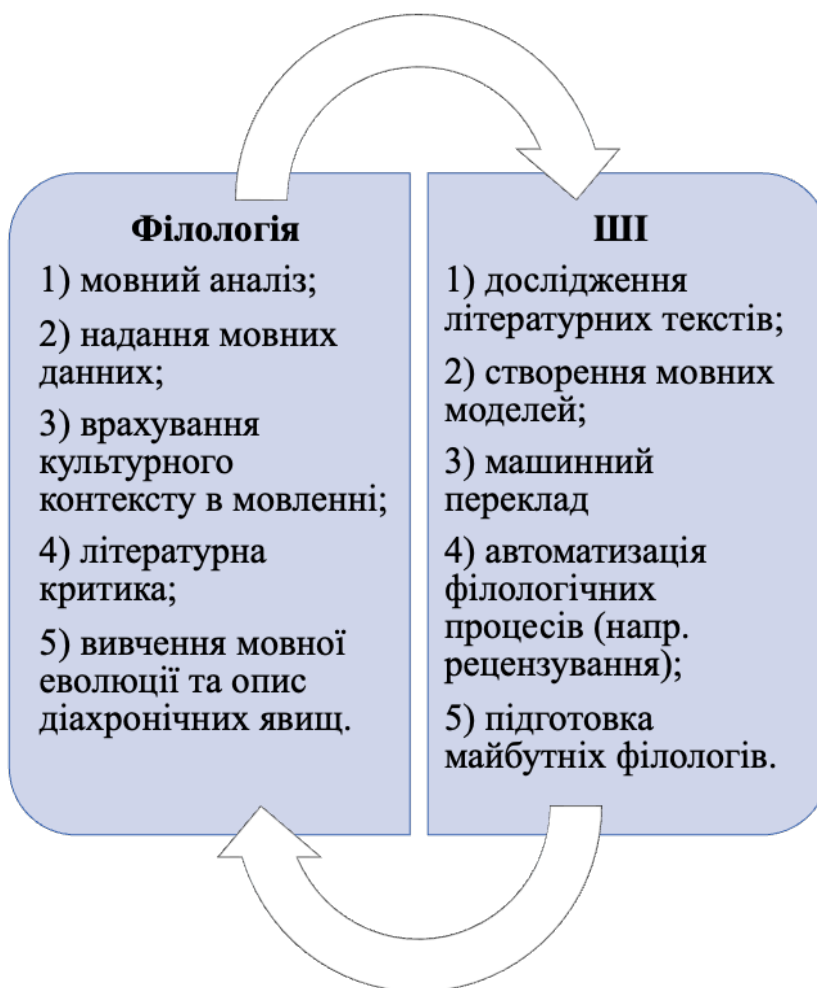 Філологія
1) мовний аналіз;
2) надання мовних
данних;
3) врахування
культурного
контексту в мовленні;
4) літературна
критика;
5) вивчення мовної
еволюції та опис
діахронічних явищ.
ШІ
1) дослідження
літературних текстів;
2) створення мовних
моделей;
3) машинний
переклад
4) автоматизація
філологічних
процесів (напр.
рецензування);
5) підготовка
майбутніх філологів.